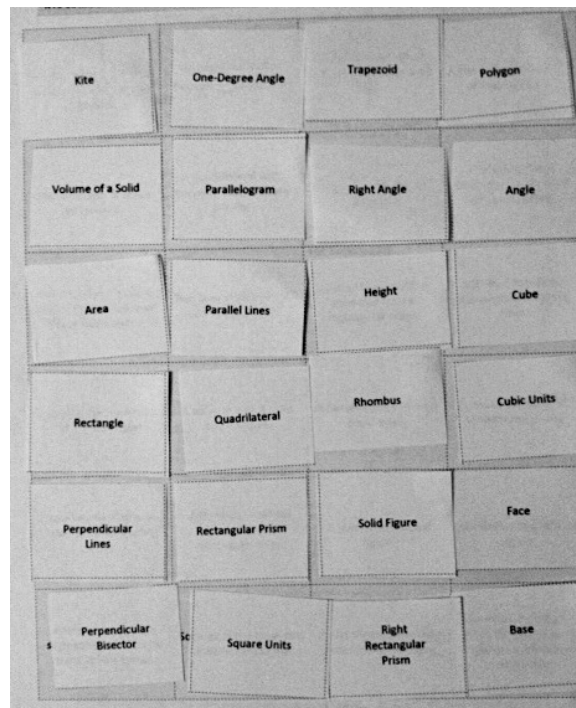 Kite
One-Degree Angle
Trapezoid
Polygon
Volume of a Solid
Parallelogram
Right Angle
Angle
Area
Parallel Lines
Height
Cube
Rectangle
Quadrilateral
Rhombus
Cubic Units
Perpendicular
Lines
Rectangular Prism
Solid Figure
Face
s
Perpendicular
Bisector
Sc
Square Units
Right
Rectangular
Prism
Base